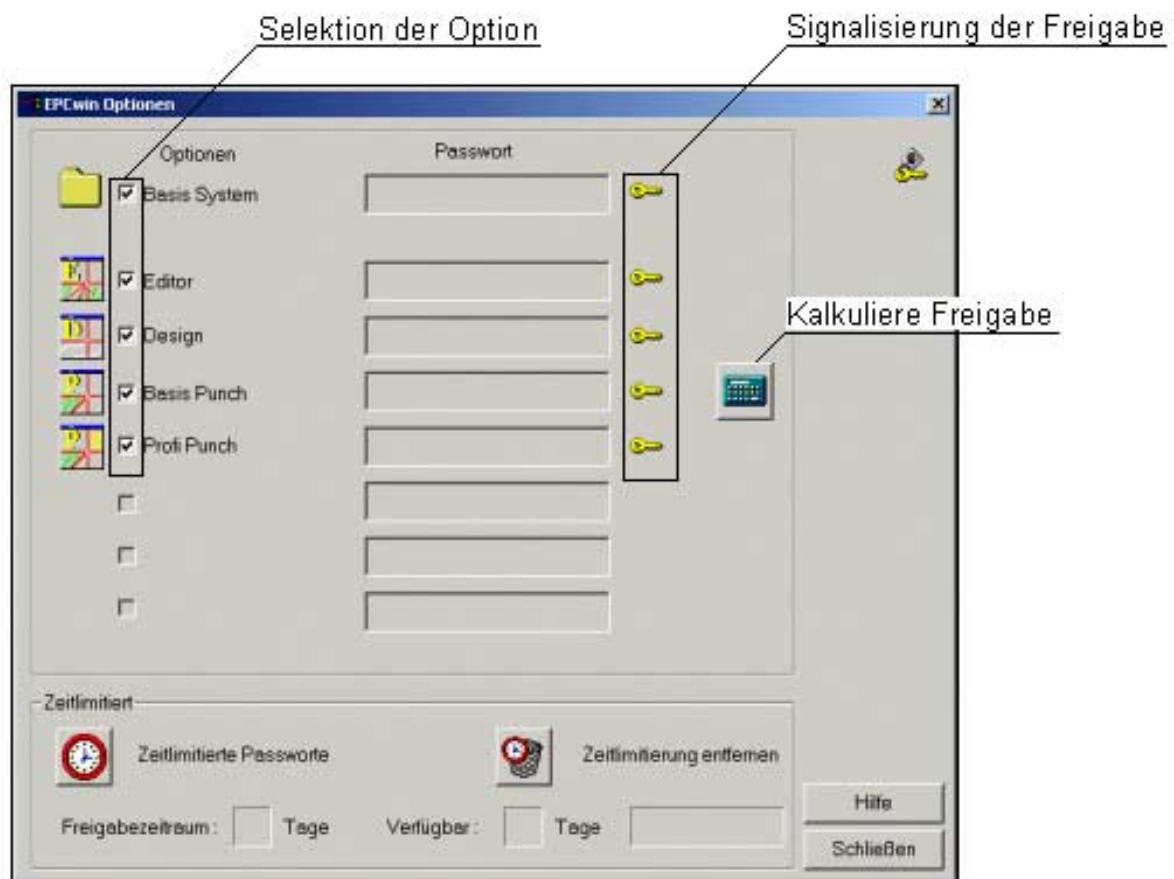 Selektion der Option
Signalisierung der Freigabe
EPCwin Optionen
Optionen
Passwort
Basis System
Editor
Design
Kalkuliere Freigabe
Basis Punch
Profi Punch
Zeitlimitiert
Zeitlimitierte Passworte
Zeitlimitierung entfernen
Freigabezeitraum : Tage Verfügbar : Tage
Hilfe
Schließen